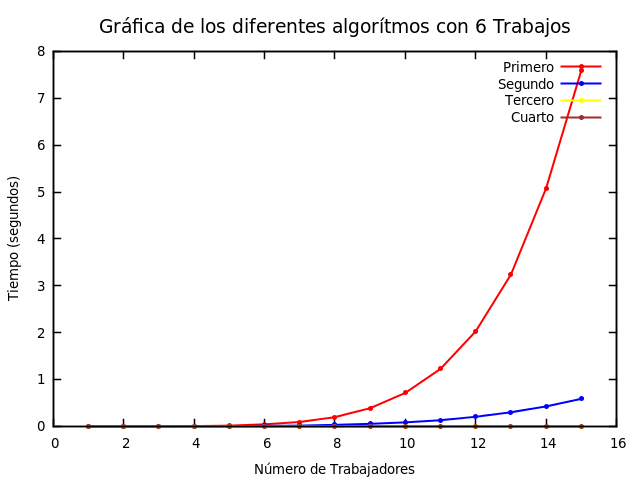 Gráfica de los diferentes algorítmos con 6 Trabajos
Primero
Segundo
Tercero
Cuarto
Tiempo (segundos)
8
7
6
5
4
3
2
1
0
0 2 4 6 8 10 12 14 16
Número de Trabajadores